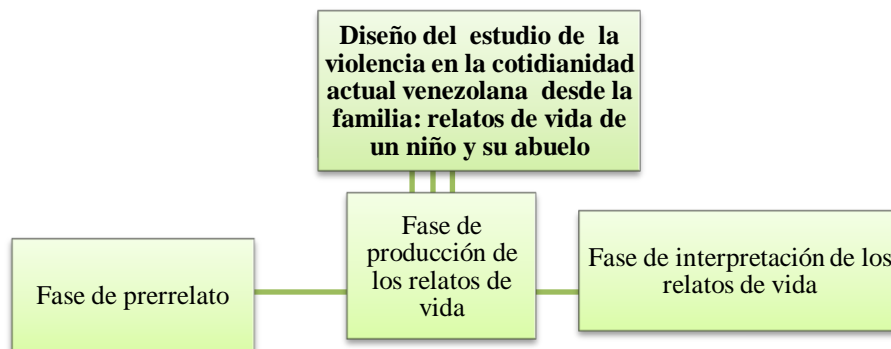 Diseño del estudio de la
violencia en la cotidianidad
actual venezolana desde la
familia: relatos de vida de
un niño y su abuelo
Fase de prerrelato
Fase de
producción de
los relatos de
vida
Fase de interpretación de los
relatos de vida